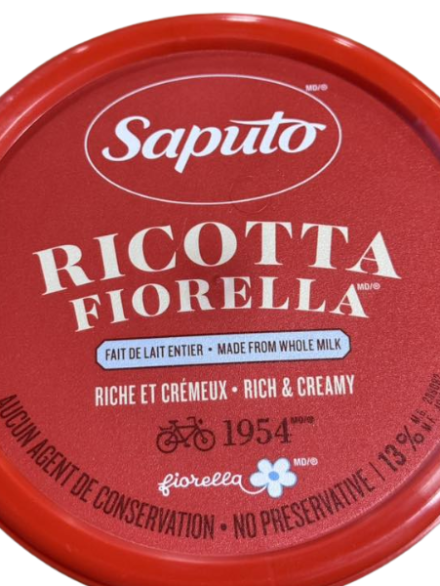 Saputo MD/®
RICOTTA
FIORELLA MD/®
FAIT DE LAIT ENTIER • MADE FROM WHOLE MILK
RICHE ET CRÉMEUX • RICH & CREAMY
1954 MD/®
fiorella MD/®
AUCUN AGENT DE CONSERVATION • NO PRESERVATIVE | 13%